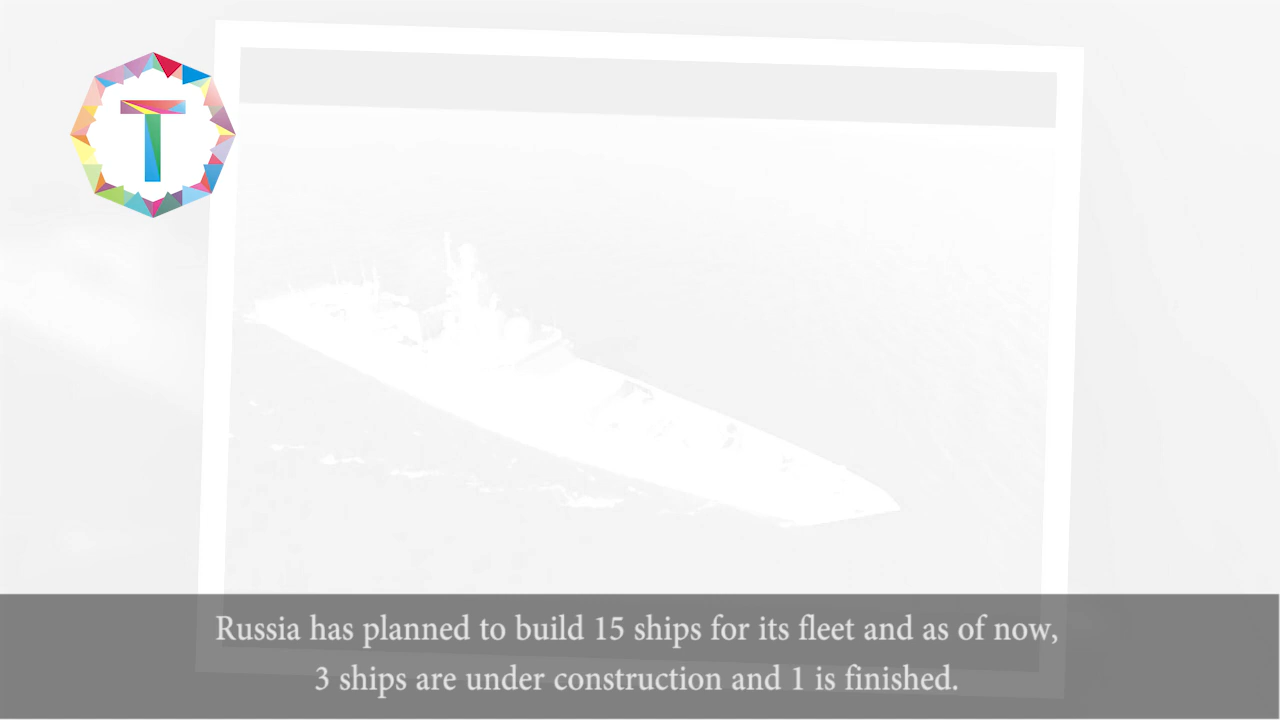 T
Russia has planned to build 15 ships for its fleet and as of now,
3 ships are under construction and 1 is finished.